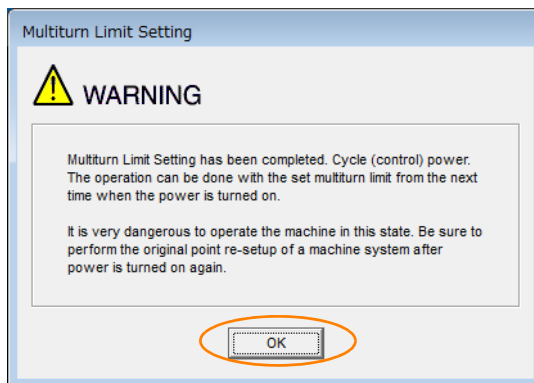 Multiturn Limit Setting
WARNING
Multiturn Limit Setting has been completed. Cycle (control) power.
The operation can be done with the set multiturn limit from the next
time when the power is turned on.
It is very dangerous to operate the machine in this state. Be sure to
perform the original point re-setup of a machine system after
power is turned on again.
OK